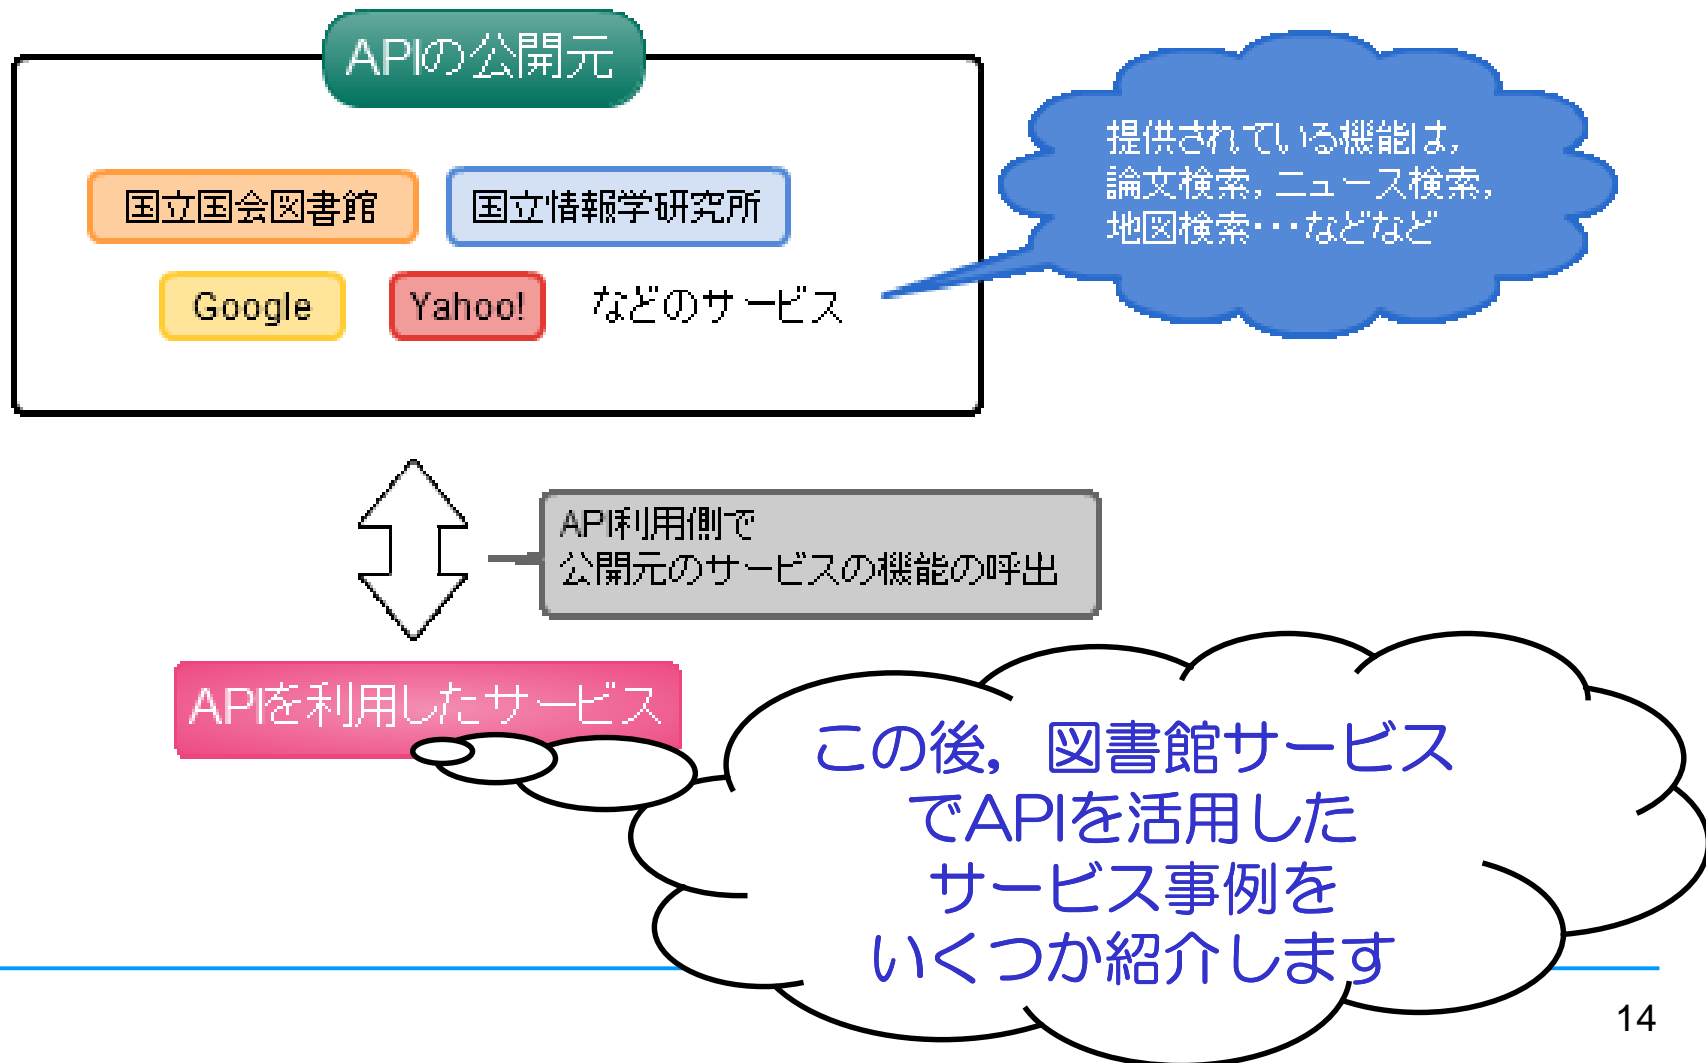 APIの公開元
提供されている機能は,
論文検索, ニュース検索,
地図検索・・・などなど
国立国会図書館
国立情報学研究所
Google
Yahoo!
などのサービス
API利用側で
公開元のサービスの機能の呼出
APIを利用したサービス
この後，図書館サービス
でAPIを活用した
サービス事例を
いくつか紹介します
14